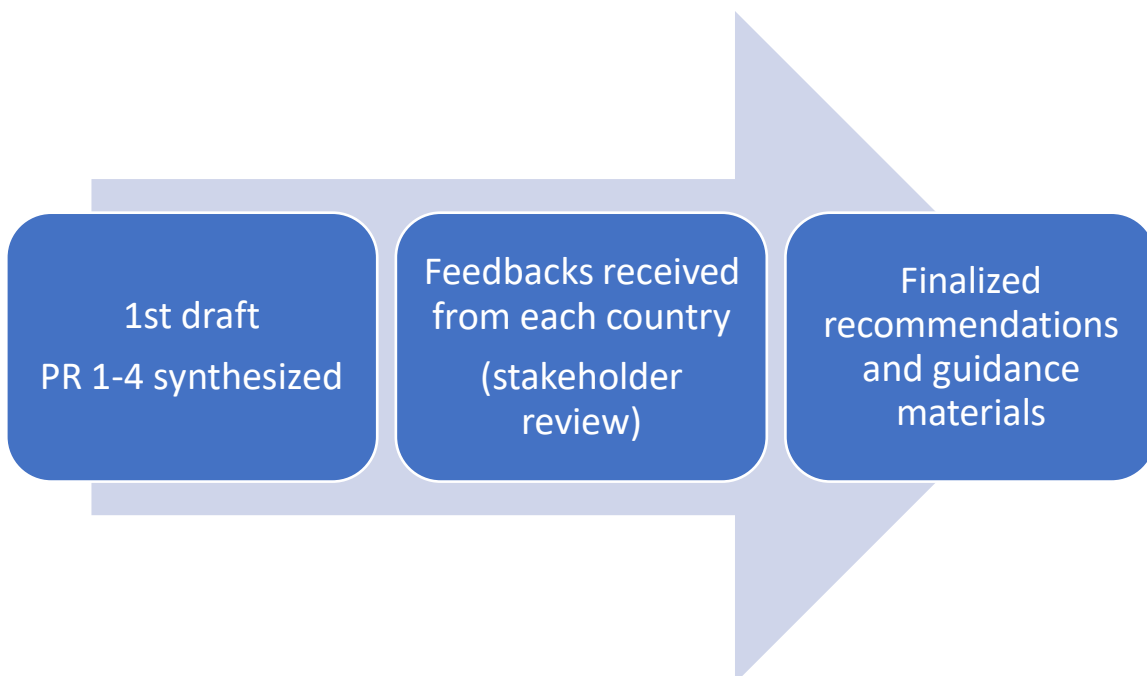 1st draft
PR 1-4 synthesized
Feedbacks received
from each country
(stakeholder
review)
Finalized
recommendations
and guidance
materials